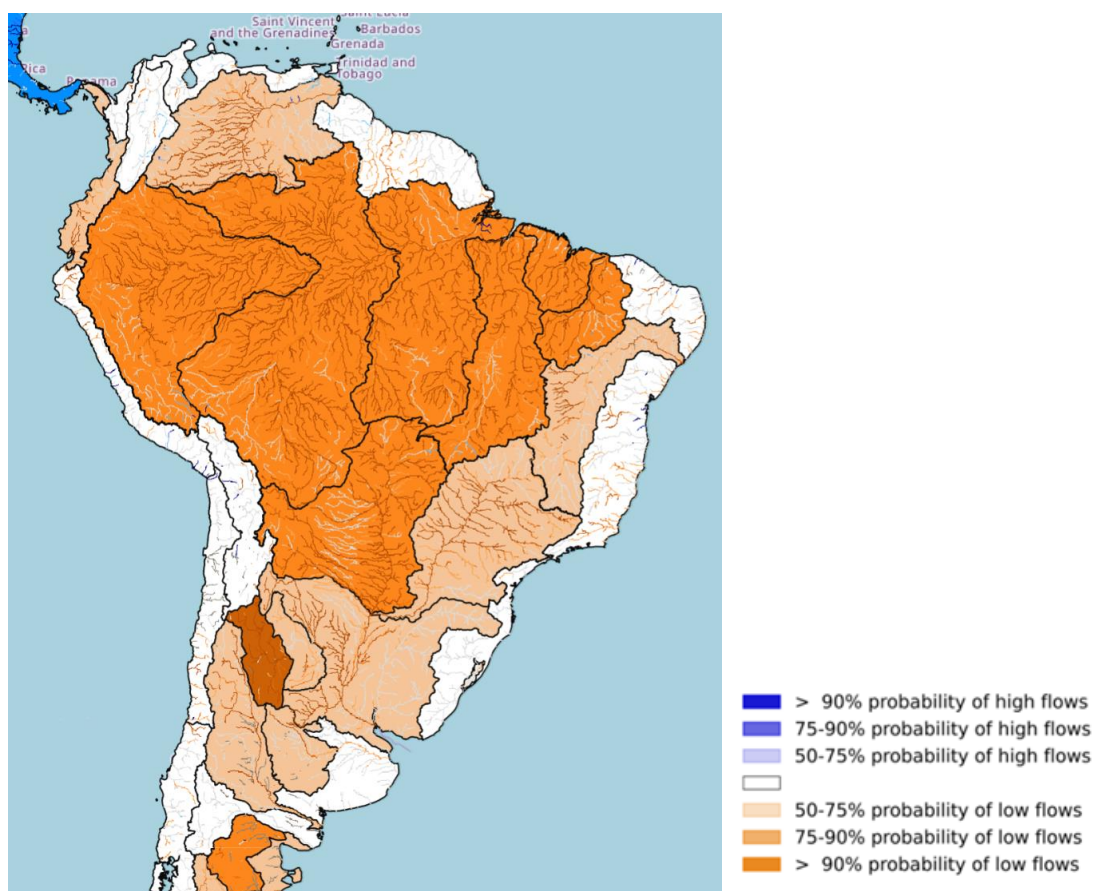 Saint Lucia
Saint Vincent
and the Grenadines
Barbados
Grenada
Trinidad and
Tobago
a
Rica
Panama
> 90% probability of high flows
75-90% probability of high flows
50-75% probability of high flows
50-75% probability of low flows
75-90% probability of low flows
> 90% probability of low flows